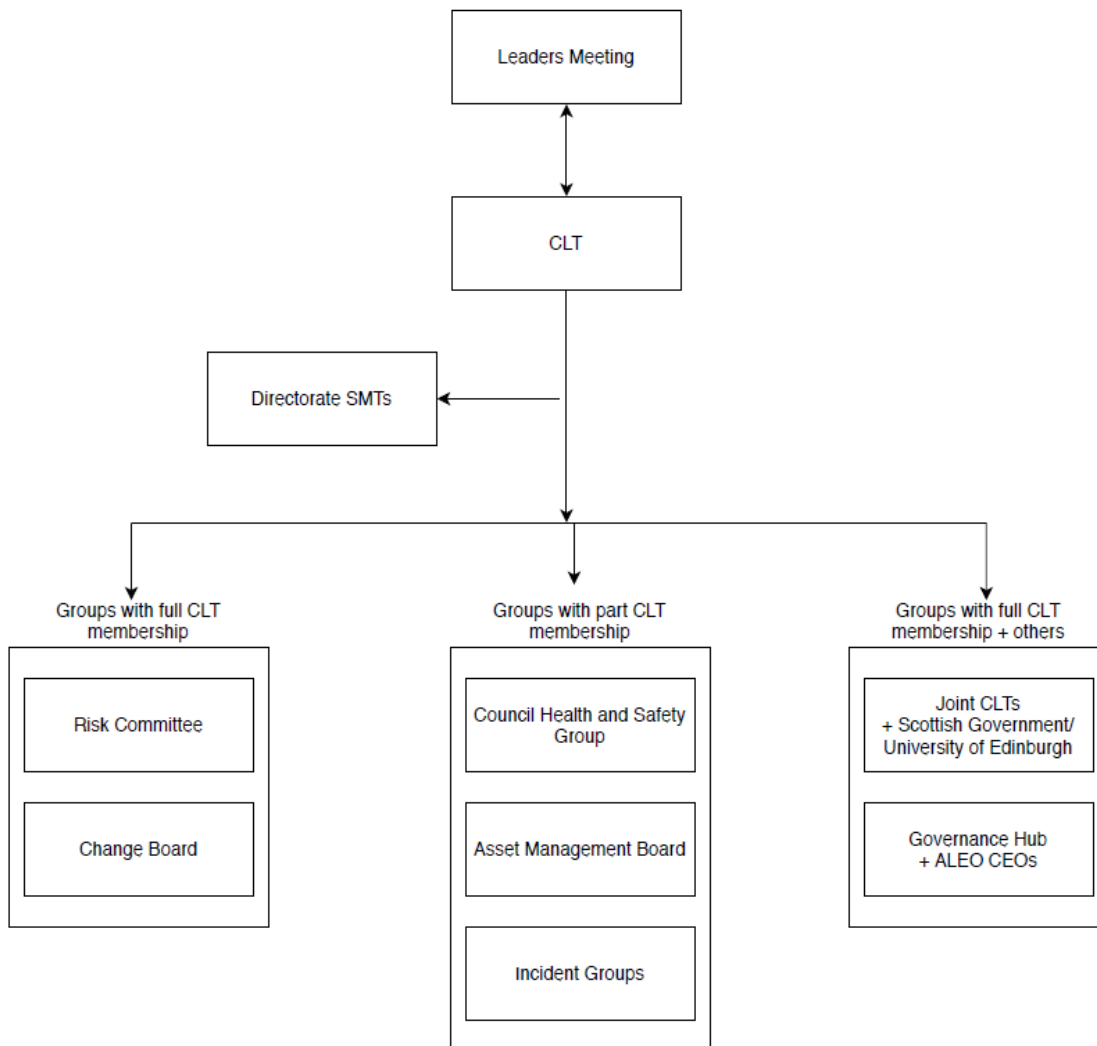 Leaders Meeting
CLT
Directorate SMTs
Groups with full CLT
membership
Groups with part CLT
membership
Groups with full CLT
membership + others
Risk Committee
Change Board
Council Health and Safety
Group
Asset Management Board
Incident Groups
Joint CLTs
+ Scottish Government/
University of Edinburgh
Governance Hub
+ ALEO CEOs